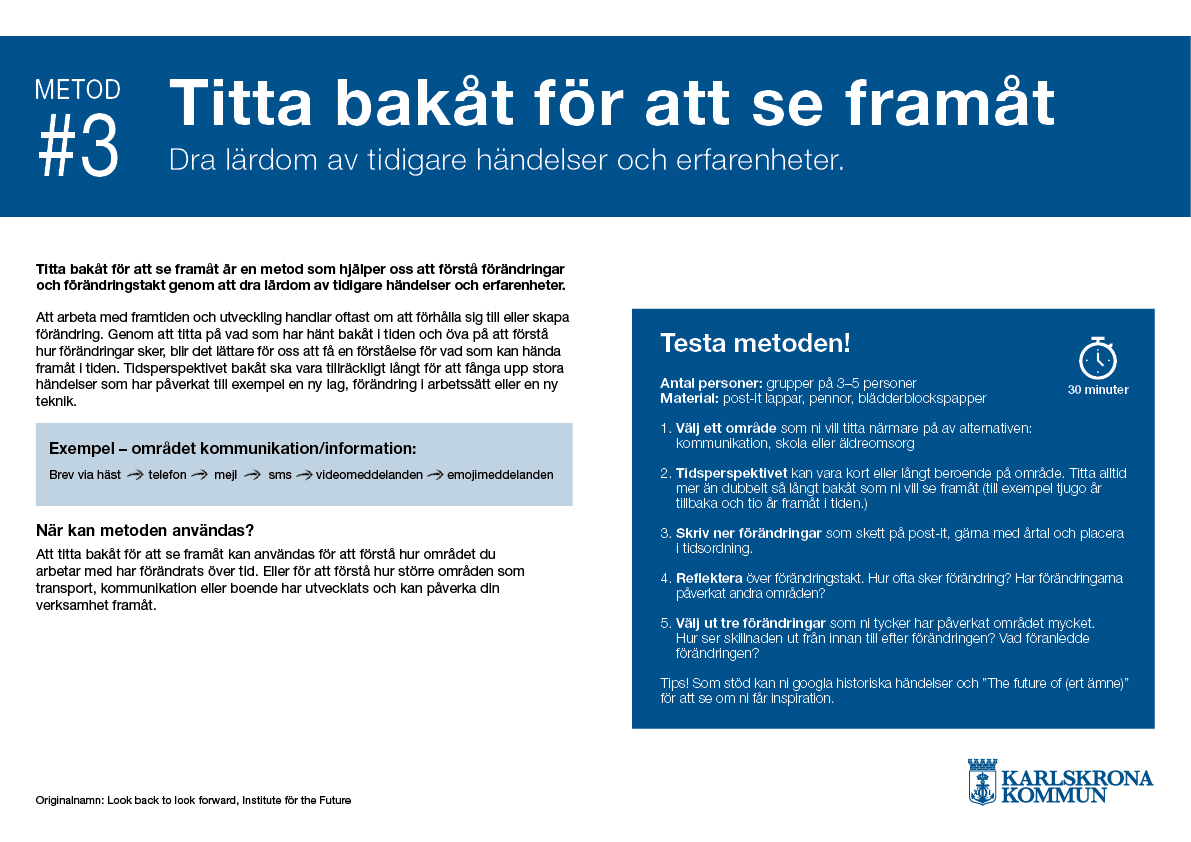 METOD
#3
Titta bakåt för att se framåt
Dra lärdom av tidigare händelser och erfarenheter.
Titta bakåt för att se framåt är en metod som hjälper oss att förstå förändringar
och förändringstakt genom att dra lärdom av tidigare händelser och erfarenheter.
Att arbeta med framtiden och utveckling handlar oftast om att förhålla sig till eller skapa
förändring. Genom att titta på vad som har hänt bakåt i tiden och öva på att förstå
hur förändringar sker, blir det lättare för oss att få en förståelse för vad som kan hända
framåt i tiden. Tidsperspektivet bakåt ska vara tillräckligt långt för att fånga upp stora
händelser som har påverkat till exempel en ny lag, förändring i arbetssätt eller en ny
teknik.
Exempel – området kommunikation/information:
Brev via häst → telefon → mejl → sms → videomeddelanden → emojimeddelanden
När kan metoden användas?
Att titta bakåt för att se framåt kan användas för att förstå hur området du
arbetar med har förändrats över tid. Eller för att förstå hur större områden som
transport, kommunikation eller boende har utvecklats och kan påverka din
verksamhet framåt.
Originalnamn: Look back to look forward, Institute för the Future
Testa metoden!
30 minuter
Antal personer: grupper på 3–5 personer
Material: post-it lappar, pennor, blädderblockspapper
1. Välj ett område som ni vill titta närmare på av alternativen:
kommunikation, skola eller äldreomsorg
2. Tidsperspektivet kan vara kort eller långt beroende på område. Titta alltid
mer än dubbelt så långt bakåt som ni vill se framåt (till exempel tjugo år
tillbaka och tio år framåt i tiden.)
3. Skriv ner förändringar som skett på post-it, gärna med årtal och placera
i tidsordning.
4. Reflektera över förändringstakt. Hur ofta sker förändring? Har förändringarna
påverkat andra områden?
5. Välj ut tre förändringar som ni tycker har påverkat området mycket.
Hur ser skillnaden ut från innan till efter förändringen? Vad föranledde
förändringen?
Tips! Som stöd kan ni googla historiska händelser och ”The future of (ert ämne)”
för att se om ni får inspiration.
KARLSKRONA
KOMMUN